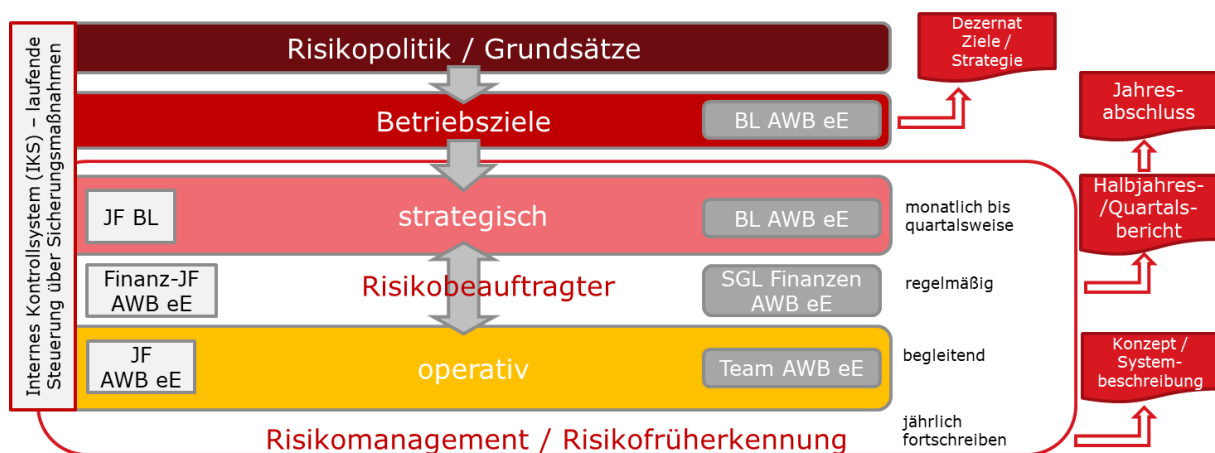 Internes Kontrollsystem (IKS) – laufende
Steuerung über Sicherungsmaßnahmen
Risikopolitik / Grundsätze
Dezernat
Ziele /
Strategie
Betriebsziele
BL AWB eE
Jahres-
abschluss
JF BL
strategisch
BL AWB eE
monatlich bis
quartalsweise
Halbjahres-
/Quartals-
bericht
Finanz-JF
AWB eE
Risikobeauftragter
SGL Finanzen
AWB eE
regelmäßig
JF
AWB eE
operativ
Team AWB eE
begleitend
Konzept /
System-
beschreibung
Risikomanagement / Risikofrüherkennung
jährlich
fortschreiben